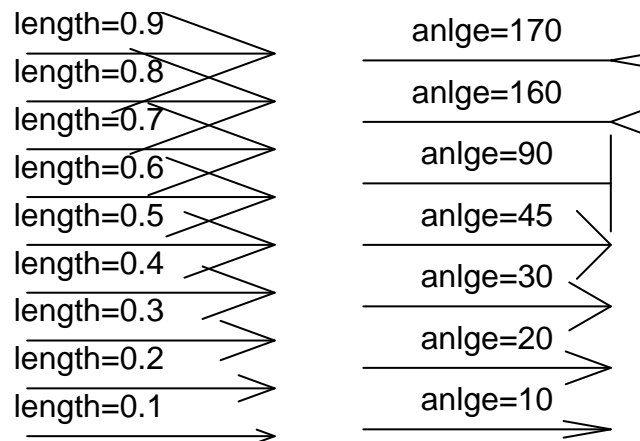 length=0.9
length=0.8
length=0.7
length=0.6
length=0.5
length=0.4
length=0.3
length=0.2
length=0.1
anlge=170
anlge=160
anlge=90
anlge=45
anlge=30
anlge=20
anlge=10